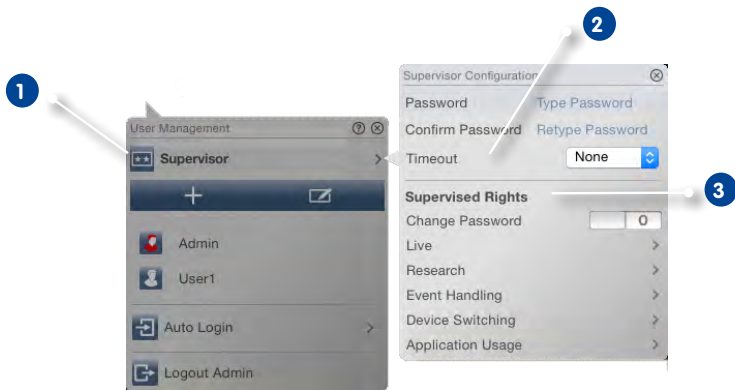 1
2
3
User Management
Supervisor
Admin
User1
Auto Login
Logout Admin
Supervisor Configuration
Password Type Password
Confirm Password Retype Password
Timeout None
Supervised Rights
Change Password O
Live
Research
Event Handling
Device Switching
Application Usage